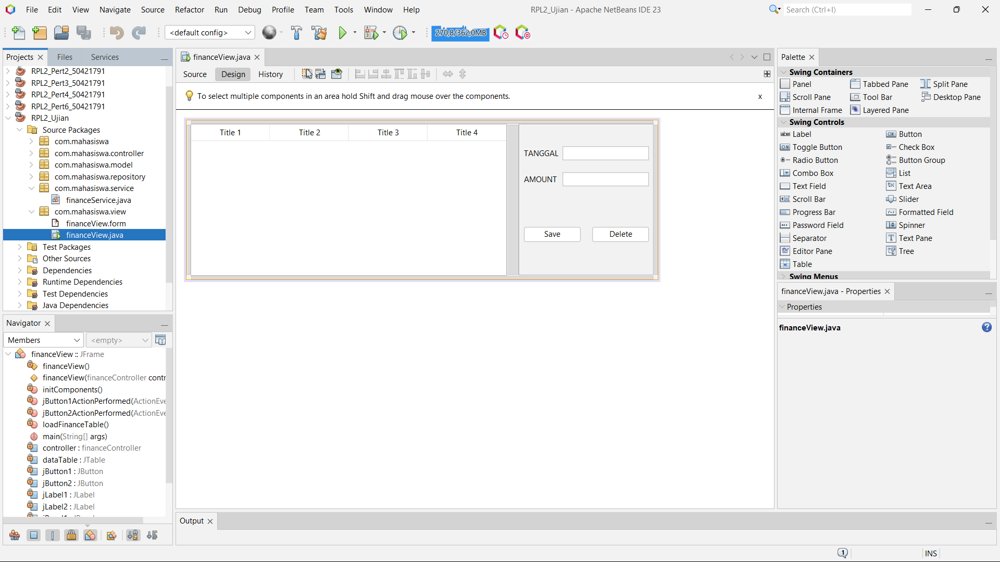 File Edit View Navigate Source Refactor Run Debug Profile Team Tools Window Help
RPL2_Ujian - Apache NetBeans IDE 23
Search (Ctrl+I)
<default config>
270,8/362,0MB
Projects Files Services
RPL2_Pert2_50421791
RPL2_Pert3_50421791
RPL2_Pert4_50421791
RPL2_Pert6_50421791
RPL2_Ujian
Source Packages
com.mahasiswa
com.mahasiswa.controller
com.mahasiswa.model
com.mahasiswa.repository
com.mahasiswa.service
financeService.java
com.mahasiswa.view
financeView.form
financeView.java
Test Packages
Other Sources
Dependencies
Runtime Dependencies
Test Dependencies
Java Dependencies
Navigator
Members
<empty>
financeView :: JFrame
financeView()
financeView(financeController contr
initComponents()
jButton1ActionPerformed(ActionEve
jButton2ActionPerformed(ActionEve
loadFinanceTable()
main(String[] args)
controller : financeController
dataTable : JTable
jButton1 : JButton
jButton2 : JButton
jLabel1 : JLabel
jLabel2 : JLabel
financeView.java
Source Design History
To select multiple components in an area hold Shift and drag mouse over the components.
x
Title 1 Title 2 Title 3 Title 4
TANGGAL
AMOUNT
Save Delete
Output
Palette
Swing Containers
Panel Tabbed Pane Split Pane
Scroll Pane Tool Bar Desktop Pane
Internal Frame Layered Pane
Swing Controls
Label Button
Toggle Button Check Box
Radio Button Button Group
Combo Box List
Text Field Text Area
Scroll Bar Slider
Progress Bar Formatted Field
Password Field Spinner
Separator Text Pane
Editor Pane Tree
Table
Swing Menus
financeView.java - Properties
Properties
financeView.java
1
INS